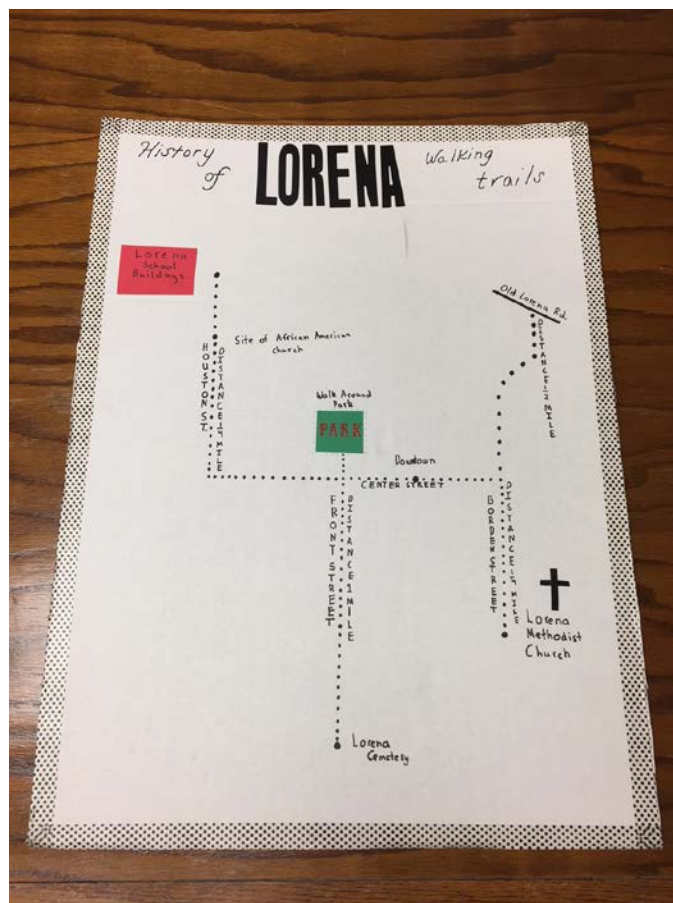 History
of LORENA
Walking
trails
Lorena
School
Buildings
Old Lorena Rd.
DISTANCE 1/2 MILE
Site of African American
church
HOUSTON ST.
DISTANCE 1/4 MILE
Walk Around
Park
PARK
Downtown
CENTER STREET
FRONT STREET
DISTANCE 1 MILE
BORDEN STREET
DISTANCE 1/4 MILE
Lorena
Methodist
Church
Lorena
Cemetery